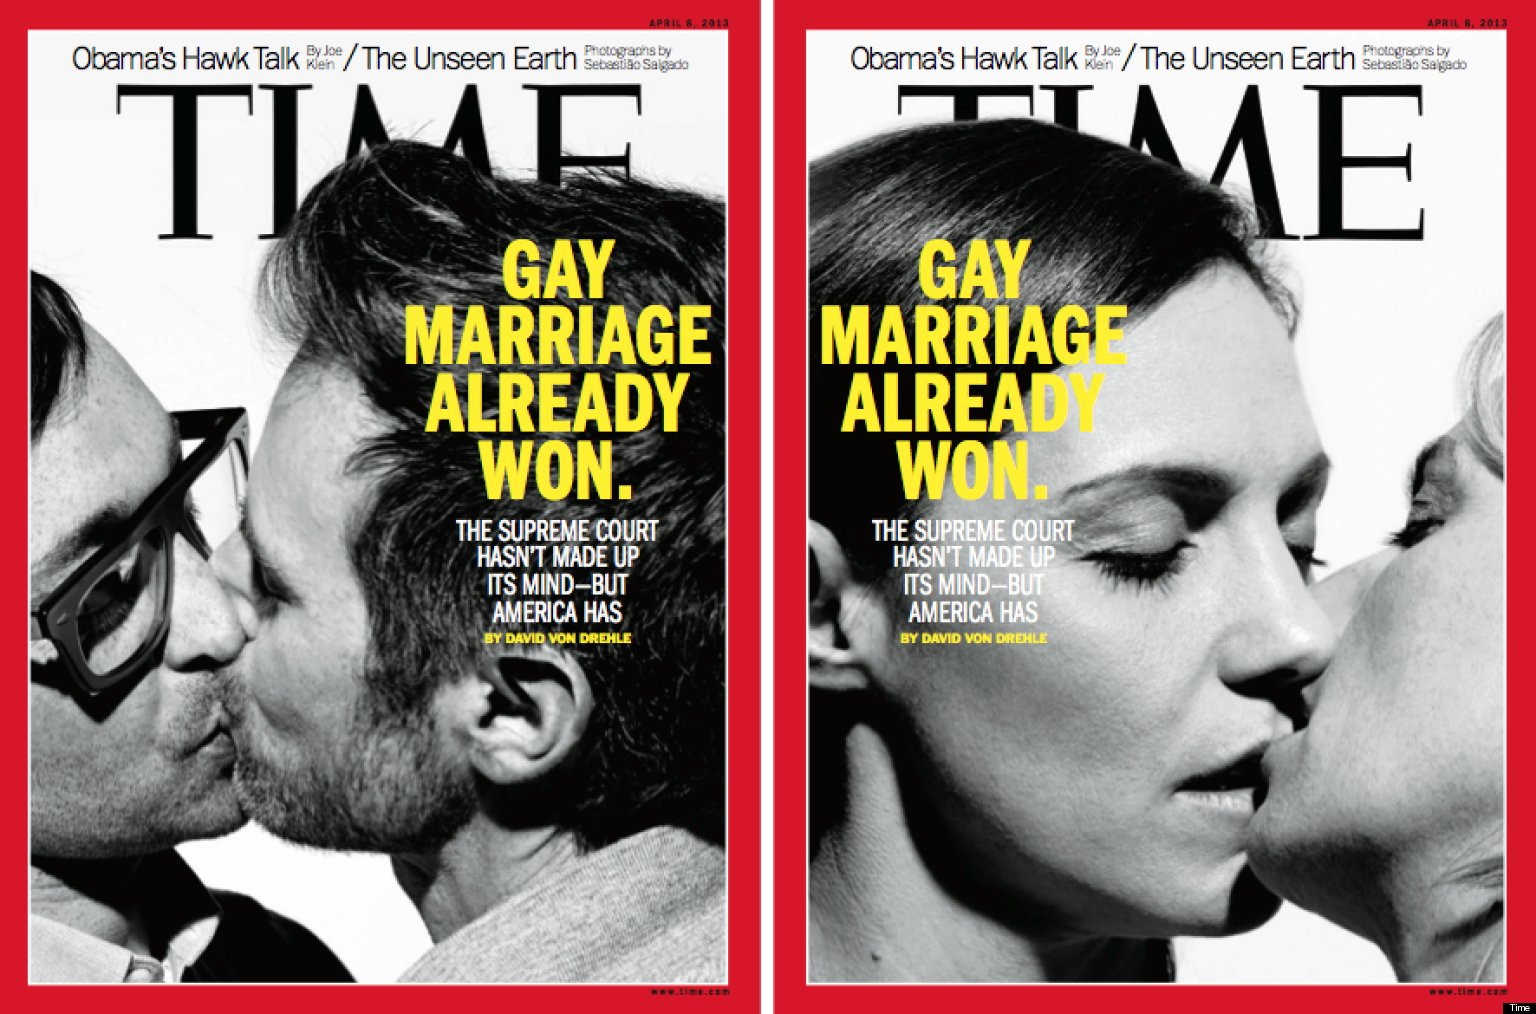 APRIL 8, 2013
Obama's Hawk Talk By Joe Klein / The Unseen Earth Photographs by Sebastião Salgado
TIME
GAY
MARRIAGE
ALREADY
WON.
THE SUPREME COURT
HASN'T MADE UP
ITS MIND—BUT
AMERICA HAS
BY DAVID VON DREHLE
www.time.com
APRIL 8, 2013
Obama's Hawk Talk By Joe Klein / The Unseen Earth Photographs by Sebastião Salgado
TIME
GAY
MARRIAGE
ALREADY
WON.
THE SUPREME COURT
HASN'T MADE UP
ITS MIND—BUT
AMERICA HAS
BY DAVID VON DREHLE
www.time.com
Time